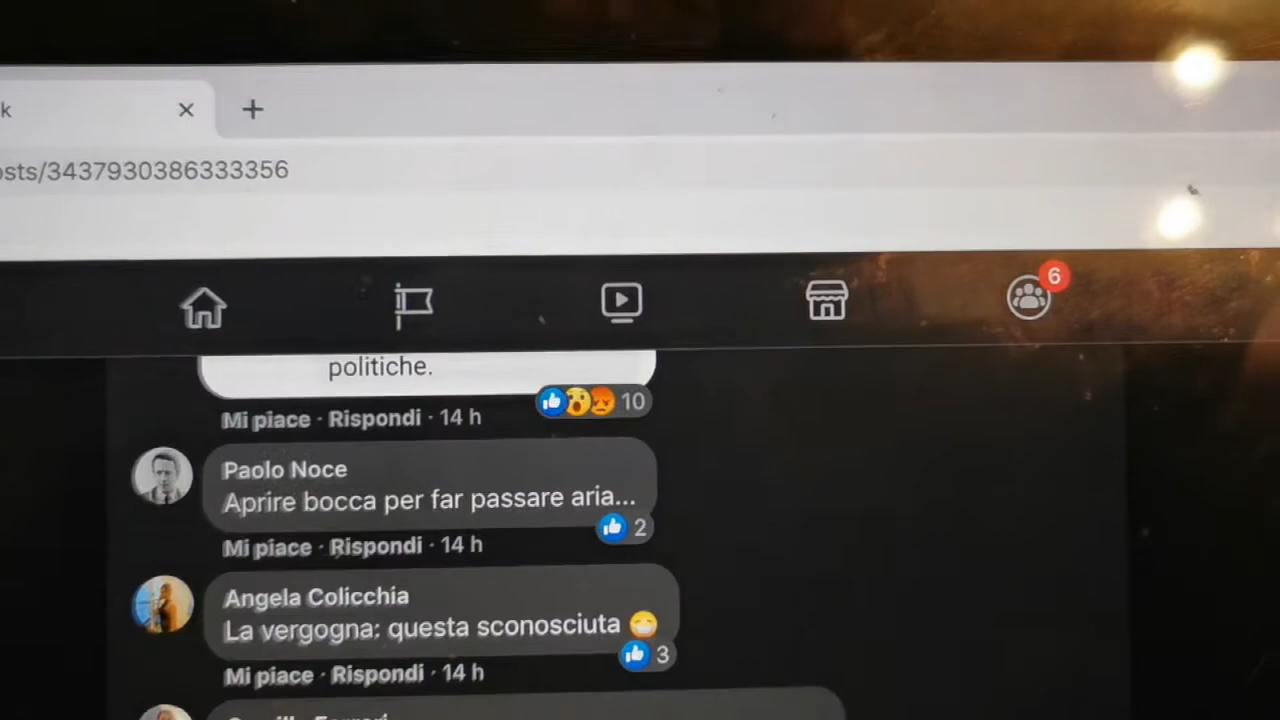 k
osts/3437930386333356
6
politiche.
10
Mi piace · Rispondi · 14 h
Paolo Noce
Aprire bocca per far passare aria...
2
Mi piace · Rispondi · 14 h
Angela Colicchia
La vergogna: questa sconosciuta
3
Mi piace · Rispondi · 14 h